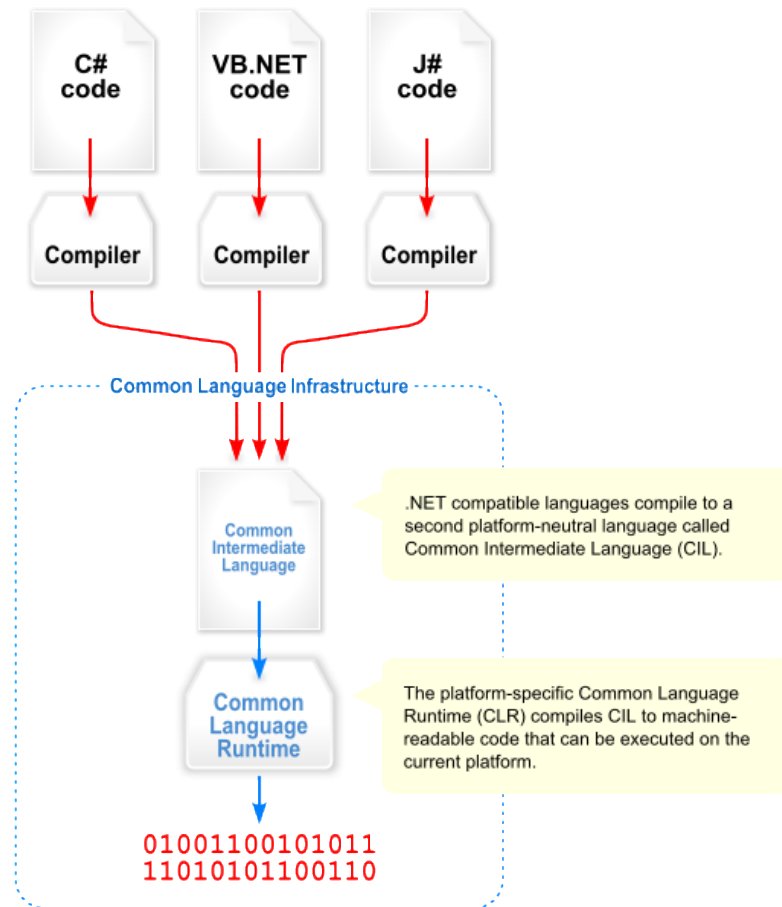 C#
code
VB.NET
code
J#
code
Compiler
Compiler
Compiler
Common Language Infrastructure
Common
Intermediate
Language
.NET compatible languages compile to a
second platform-neutral language called
Common Intermediate Language (CIL).
Common
Language
Runtime
The platform-specific Common Language
Runtime (CLR) compiles CIL to machine-
readable code that can be executed on the
current platform.
01001100101011
11010101100110